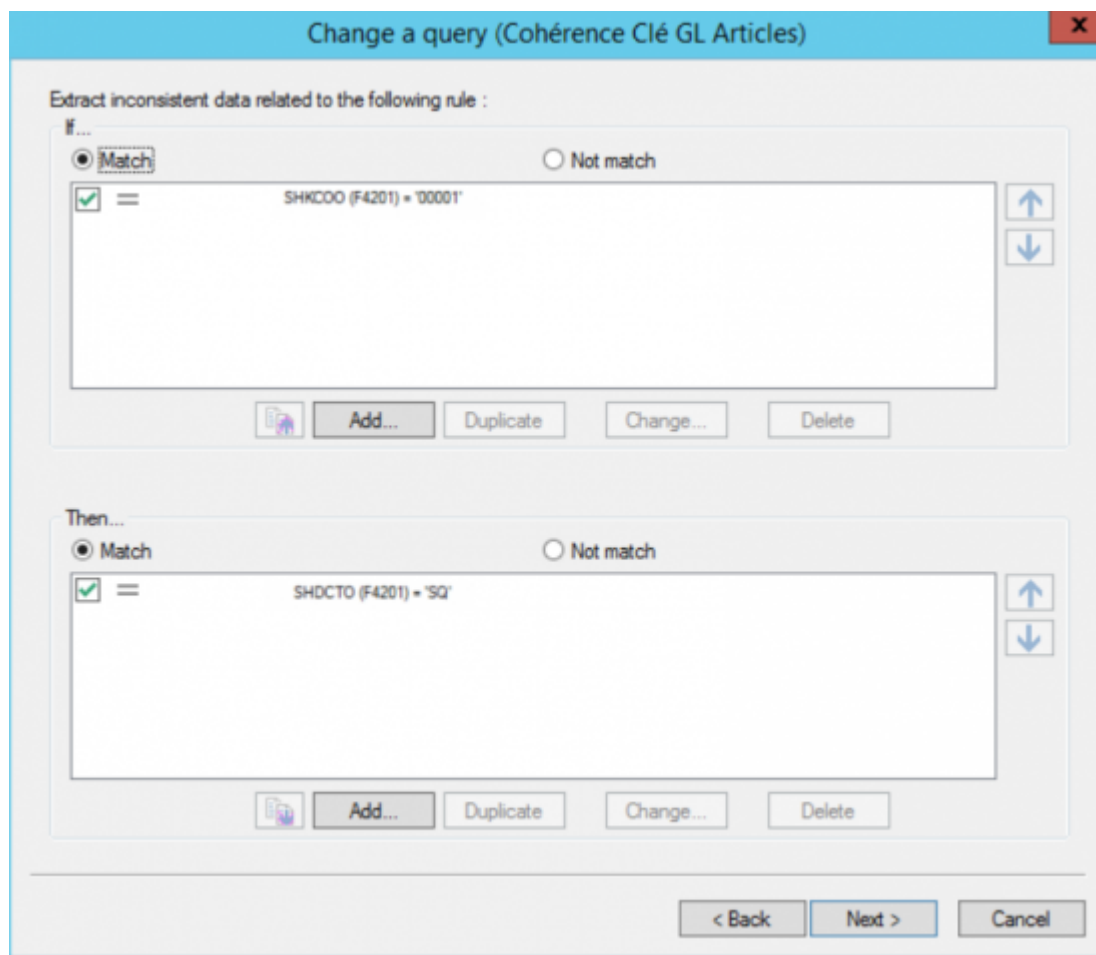 Change a query (Cohérence Clé GL Articles)
x
Extract inconsistent data related to the following rule :
If...
Match
Not match
SHKCOO (F4201) = '00001'
Add...
Duplicate
Change...
Delete
Then...
Match
Not match
SHDCTO (F4201) = 'SQ'
Add...
Duplicate
Change...
Delete
< Back
Next >
Cancel